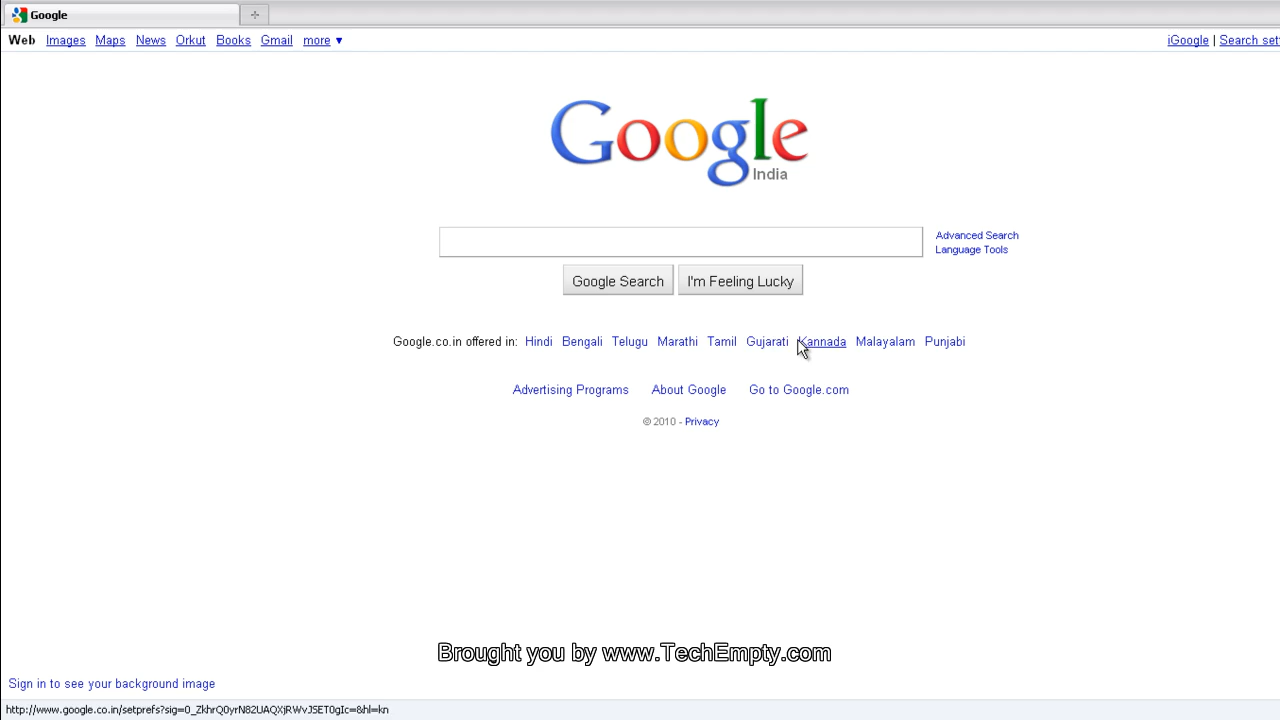 Google
Web Images Maps News Orkut Books Gmail more ▼
iGoogle | Search set
Google
India
Advanced Search
Language Tools
Google Search I'm Feeling Lucky
Google.co.in offered in: Hindi Bengali Telugu Marathi Tamil Gujarati Kannada Malayalam Punjabi
Advertising Programs About Google Go to Google.com
© 2010 - Privacy
Brought you by www.TechEmpty.com
Sign in to see your background image
http://www.google.co.in/setprefs?sig=0_ZkhrQ0yrN82UAQXjRWvJSET0gIc=&hl=kn